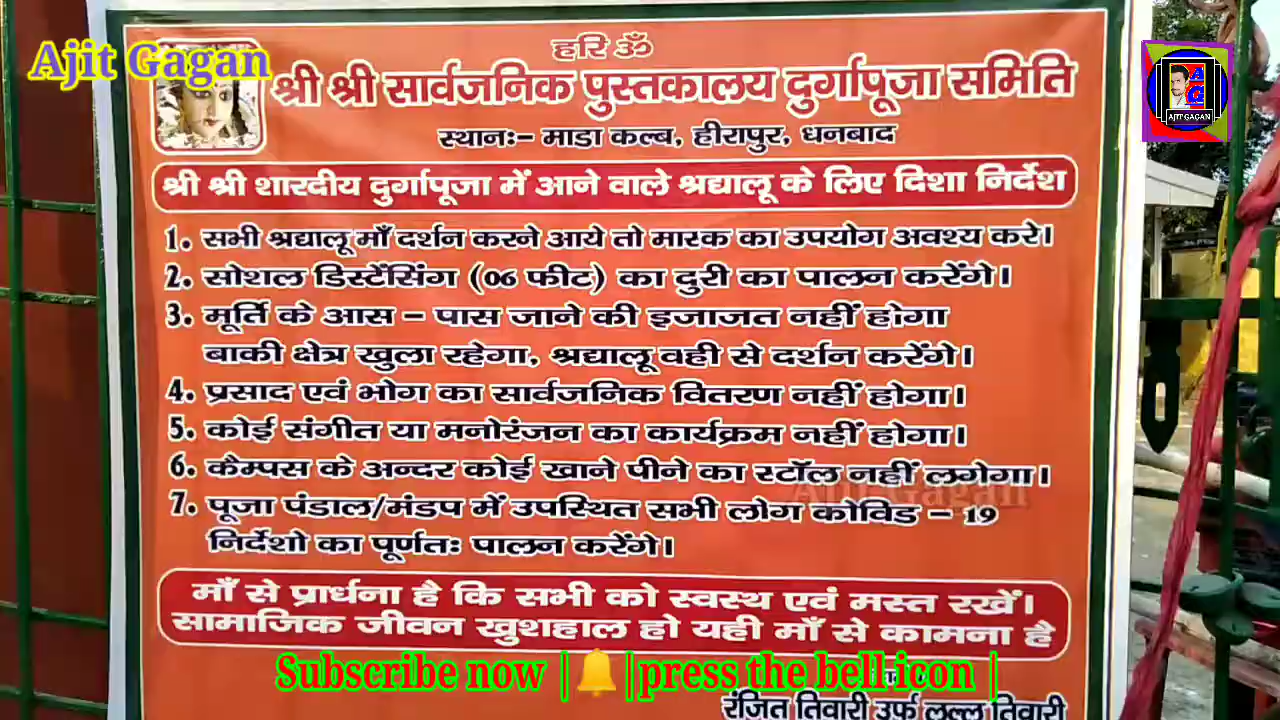 Ajit Gagan
हरि ॐ
श्री श्री सार्वजनिक पुस्तकालय दुर्गापूजा समिति
AG
AJIT GAGAN
स्थानः- माडा कल्ब, हीरापुर, धनबाद
श्री श्री शारदीय दुर्गापूजा में आने वाले श्रद्यालू के लिए दिशा निर्देश
1. सभी श्रद्यालू माँ दर्शन करने आये तो मास्क का उपयोग अवश्य करे।
2. सोशल डिस्टेंसिंग (06 फीट) का दुरी का पालन करेंगे।
3. मूर्ति के आस - पास जाने की इजाजत नहीं होगा
बाकी क्षेत्र खुला रहेगा, श्रद्यालू वही से दर्शन करेंगे।
4. प्रसाद एवं भोग का सार्वजनिक वितरण नहीं होगा।
5. कोई संगीत या मनोरंजन का कार्यक्रम नहीं होगा।
6. कैम्पस के अन्दर कोई खाने पीने का स्टॉल नहीं लगेगा।
Ajit Gagan
7. पूजा पंडाल/मंडप में उपस्थित सभी लोग कोविड - 19
निर्देशो का पूर्णतः पालन करेंगे।
माँ से प्रार्धना है कि सभी को स्वस्थ एवं मस्त रखें।
सामाजिक जीवन खुशहाल हो यही माँ से कामना है
Subscribe now |🔔|press the bell icon |
रंजित तिवारी उर्फ लल्ल तिवारी